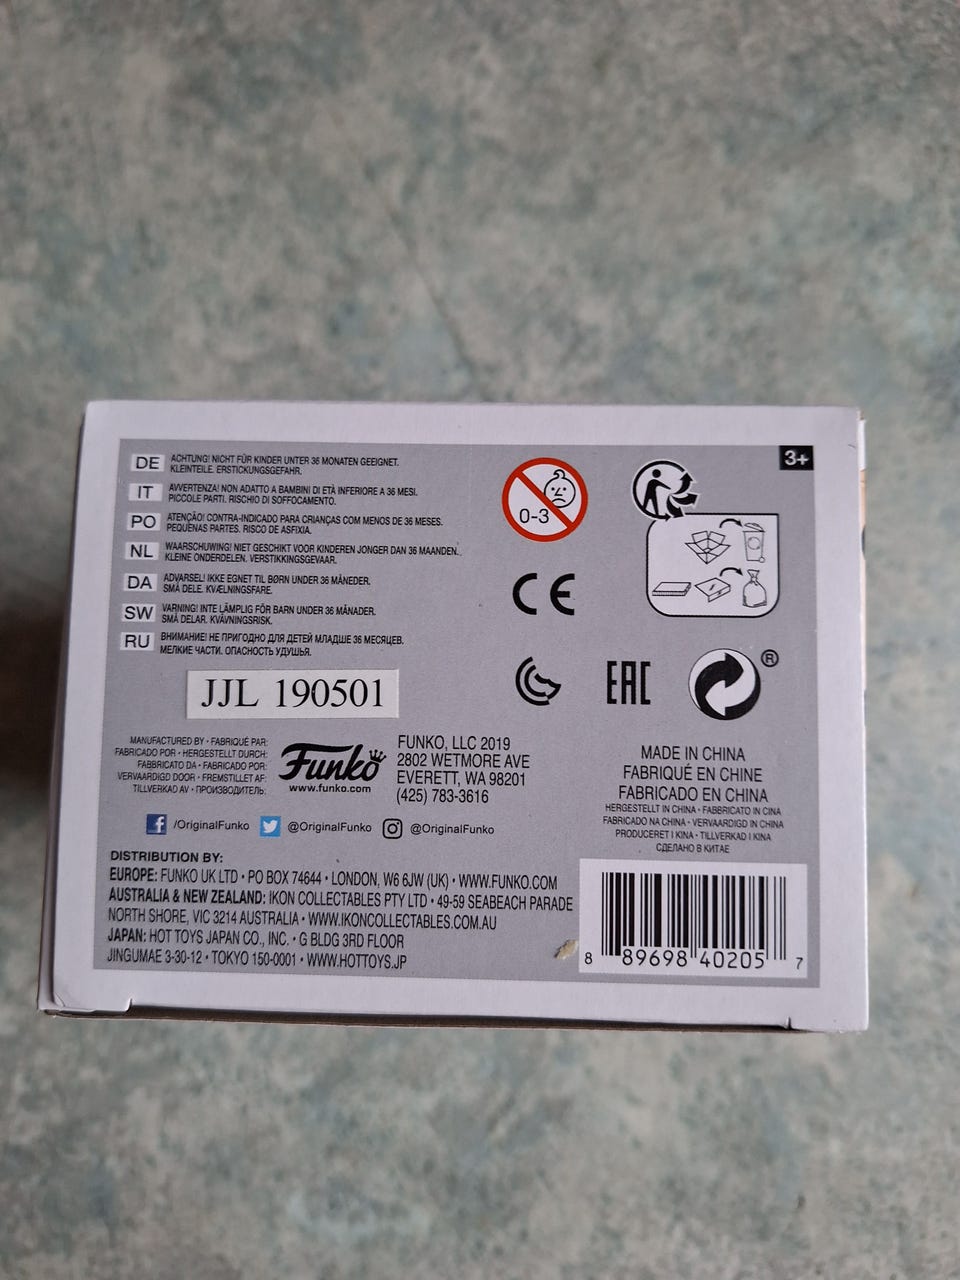 3+
DE ACHTUNG! NICHT FÜR KINDER UNTER 36 MONATEN GEEIGNET.
KLEINTEILE. ERSTICKUNGSGEFAHR.
IT AVVERTENZA! NON ADATTO A BAMBINI DI ETÀ INFERIORE A 36 MESI.
PICCOLE PARTI. RISCHIO DI SOFFOCAMENTO.
PO ATENÇÃO! CONTRA-INDICADO PARA CRIANÇAS COM MENOS DE 36 MESES.
PEQUENAS PARTES. RISCO DE ASFIXIA.
NL WAARSCHUWING! NIET GESCHIKT VOOR KINDEREN JONGER DAN 36 MAANDEN.
KLEINE ONDERDELEN. VERSTIKKINGSGEVAAR.
DA ADVARSEL! IKKE EGNET TIL BØRN UNDER 36 MÅNEDER.
SMÅ DELE. KVÆLNINGSFARE.
SW VARNING! INTE LÄMPLIG FÖR BARN UNDER 36 MÅNADER.
SMÅ DELAR. KVÄVNINGSRISK.
RU ВНИМАНИЕ! НЕ ПРИГОДНО ДЛЯ ДЕТЕЙ МЛАДШЕ 36 МЕСЯЦЕВ.
МЕЛКИЕ ЧАСТИ. ОПАСНОСТЬ УДУШЬЯ.
0-3
CE
EAC
®
JJL 190501
MANUFACTURED BY • FABRIQUÉ PAR:
FABRICADO POR • HERGESTELLT DURCH:
FABBRICATO DA • FABRICADO POR:
VERVAARDIGD DOOR • FREMSTILLET AF:
TILLVERKAD AV • ПРОИЗВОДИТЕЛЬ:
Funko
www.funko.com
FUNKO, LLC 2019
2802 WETMORE AVE
EVERETT, WA 98201
(425) 783-3616
MADE IN CHINA
FABRIQUÉ EN CHINE
FABRICADO EN CHINA
HERGESTELLT IN CHINA • FABBRICATO IN CINA
FABRICADO NA CHINA • VERVAARDIGD IN CHINA
PRODUCERET I KINA • TILLVERKAD I KINA
СДЕЛАНО В КИТАЕ
/OriginalFunko @OriginalFunko @OriginalFunko
DISTRIBUTION BY:
EUROPE: FUNKO UK LTD • PO BOX 74644 • LONDON, W6 6JW (UK) • WWW.FUNKO.COM
AUSTRALIA & NEW ZEALAND: IKON COLLECTABLES PTY LTD • 49-59 SEABEACH PARADE
NORTH SHORE, VIC 3214 AUSTRALIA • WWW.IKONCOLLECTABLES.COM.AU
JAPAN: HOT TOYS JAPAN CO., INC. • G BLDG 3RD FLOOR
JINGUMAE 3-30-12 • TOKYO 150-0001 • WWW.HOTTOYS.JP
8 89698 40205 7